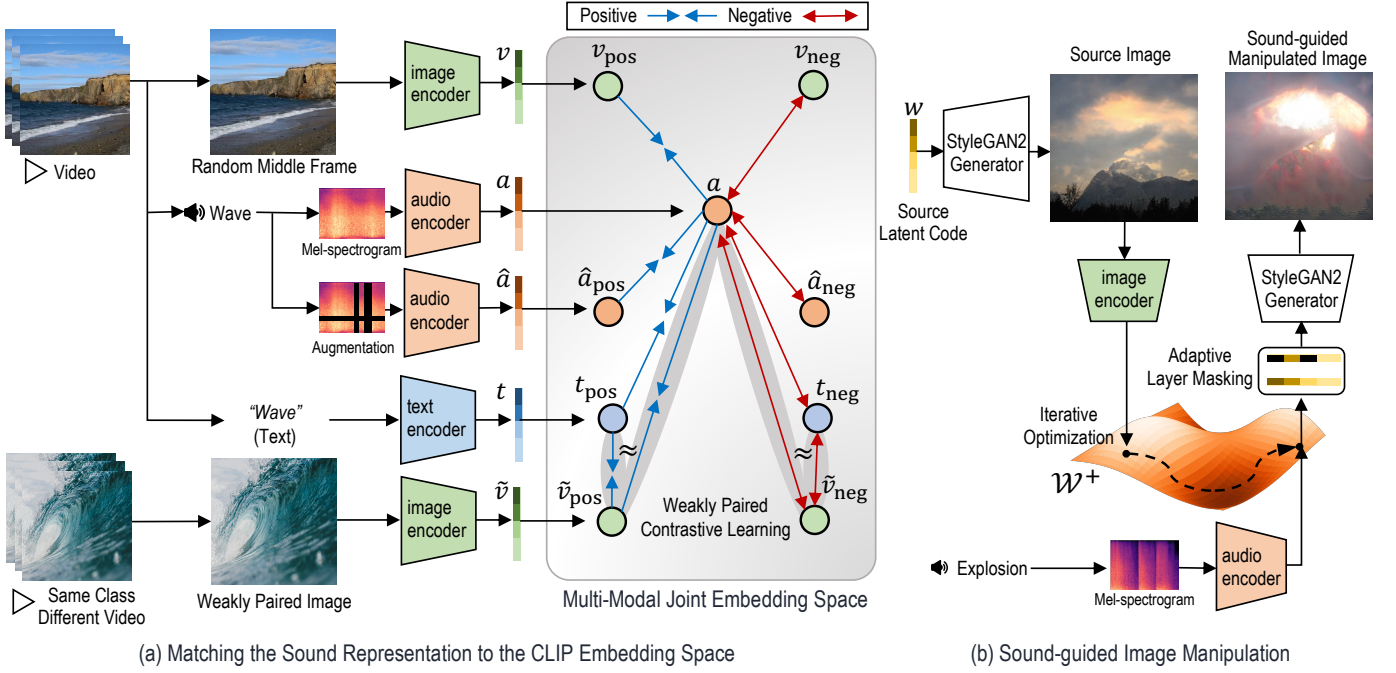 Positive
Negative
Video
Random Middle Frame
image
encoder
v
v_pos
v_neg
Wave
Mel-spectrogram
audio
encoder
a
a
Augmentation
audio
encoder
â
â_pos
â_neg
"Wave"
(Text)
text
encoder
t
t_pos
t_neg
≈
≈
Same Class
Different Video
Weakly Paired Image
image
encoder
ṽ
ṽ_pos
ṽ_neg
Weakly Paired
Contrastive Learning
Multi-Modal Joint Embedding Space
(a) Matching the Sound Representation to the CLIP Embedding Space
w
Source
Latent Code
StyleGAN2
Generator
Source Image
Sound-guided
Manipulated Image
image
encoder
StyleGAN2
Generator
Adaptive
Layer Masking
Iterative
Optimization
𝒲⁺
Explosion
Mel-spectrogram
audio
encoder
(b) Sound-guided Image Manipulation